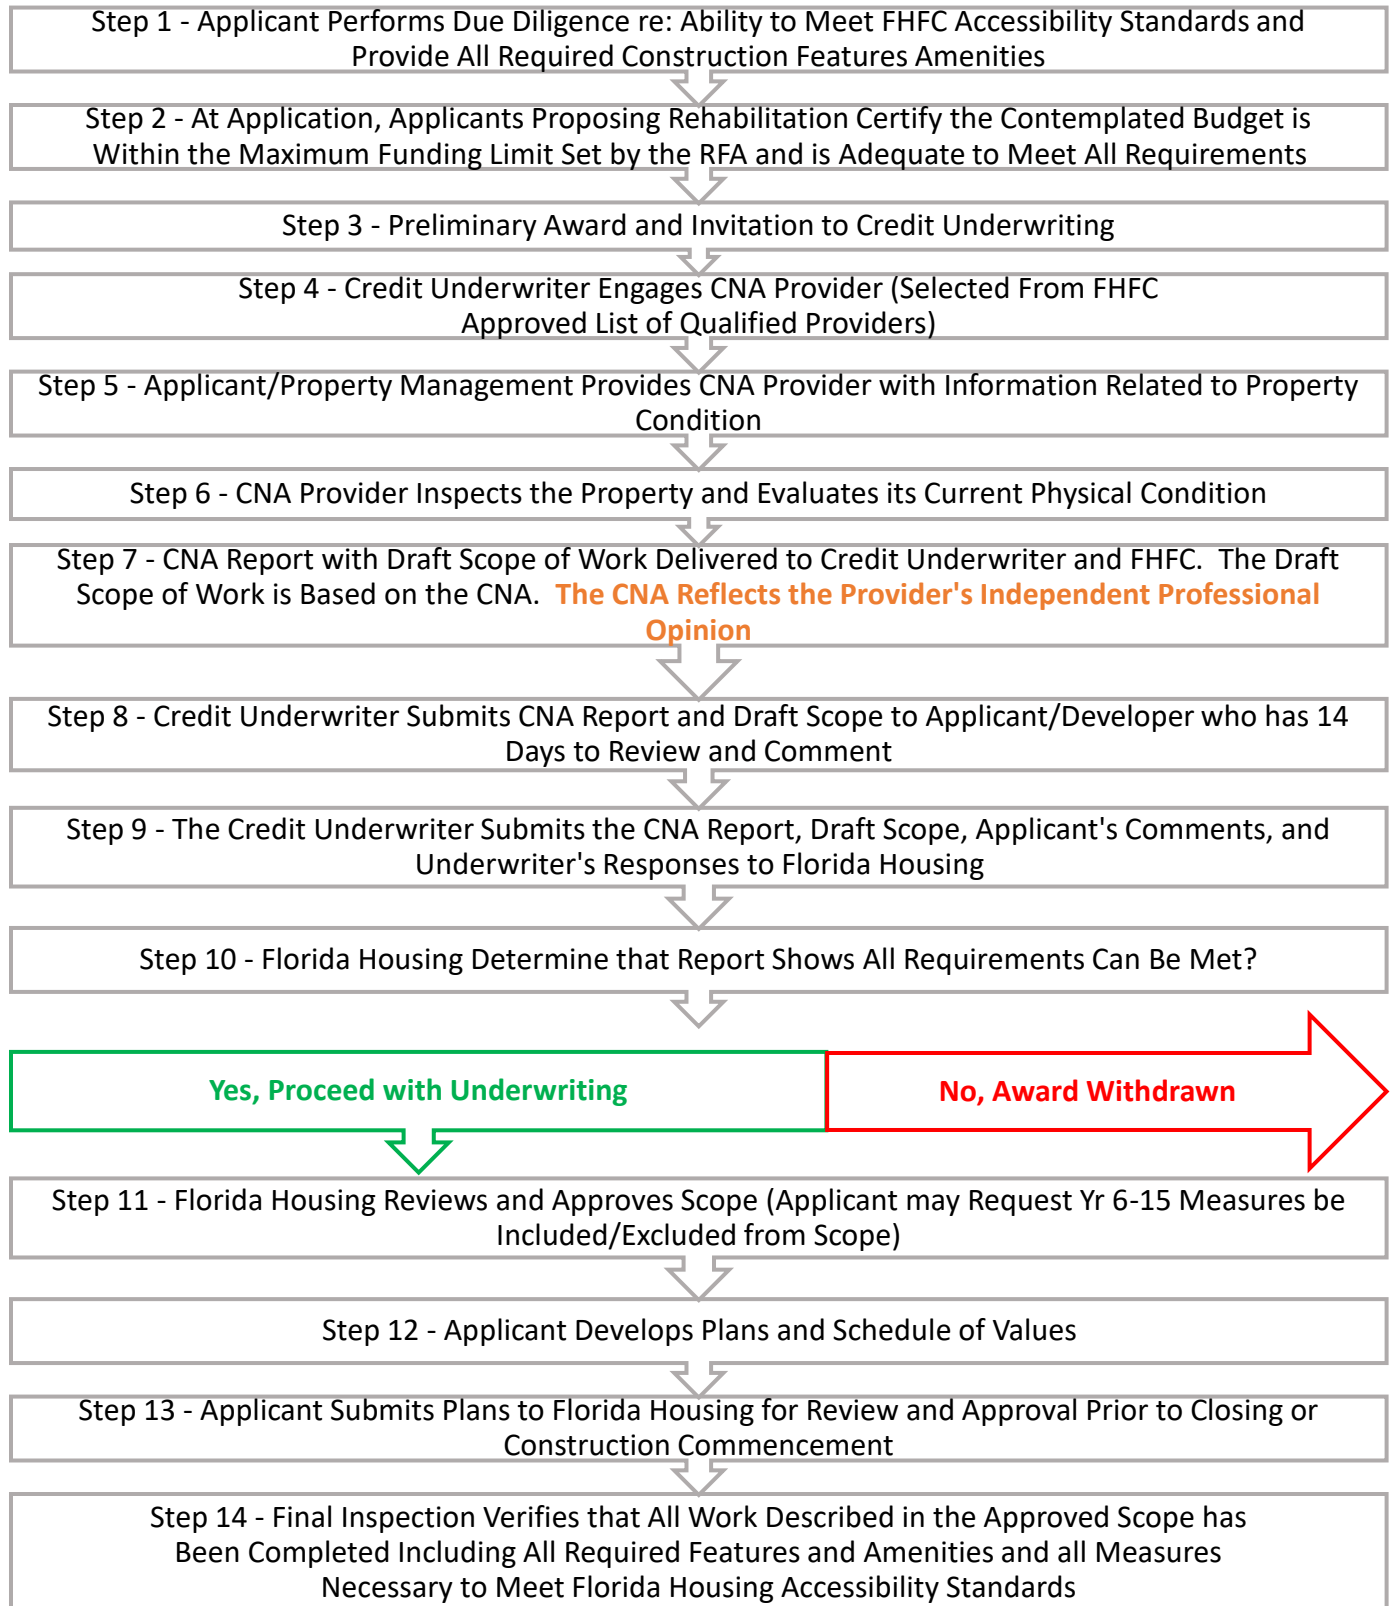 Step 1 - Applicant Performs Due Diligence re: Ability to Meet FHFC Accessibility Standards and
Provide All Required Construction Features Amenities
Step 2 - At Application, Applicants Proposing Rehabilitation Certify the Contemplated Budget is
Within the Maximum Funding Limit Set by the RFA and is Adequate to Meet All Requirements
Step 3 - Preliminary Award and Invitation to Credit Underwriting
Step 4 - Credit Underwriter Engages CNA Provider (Selected From FHFC
Approved List of Qualified Providers)
Step 5 - Applicant/Property Management Provides CNA Provider with Information Related to Property
Condition
Step 6 - CNA Provider Inspects the Property and Evaluates its Current Physical Condition
Step 7 - CNA Report with Draft Scope of Work Delivered to Credit Underwriter and FHFC.  The Draft
Scope of Work is Based on the CNA.  The CNA Reflects the Provider's Independent Professional
Opinion
Step 8 - Credit Underwriter Submits CNA Report and Draft Scope to Applicant/Developer who has 14
Days to Review and Comment
Step 9 - The Credit Underwriter Submits the CNA Report, Draft Scope, Applicant's Comments, and
Underwriter's Responses to Florida Housing
Step 10 - Florida Housing Determine that Report Shows All Requirements Can Be Met?
Yes, Proceed with Underwriting
No, Award Withdrawn
Step 11 - Florida Housing Reviews and Approves Scope (Applicant may Request Yr 6-15 Measures be
Included/Excluded from Scope)
Step 12 - Applicant Develops Plans and Schedule of Values
Step 13 - Applicant Submits Plans to Florida Housing for Review and Approval Prior to Closing or
Construction Commencement
Step 14 - Final Inspection Verifies that All Work Described in the Approved Scope has
Been Completed Including All Required Features and Amenities and all Measures
Necessary to Meet Florida Housing Accessibility Standards